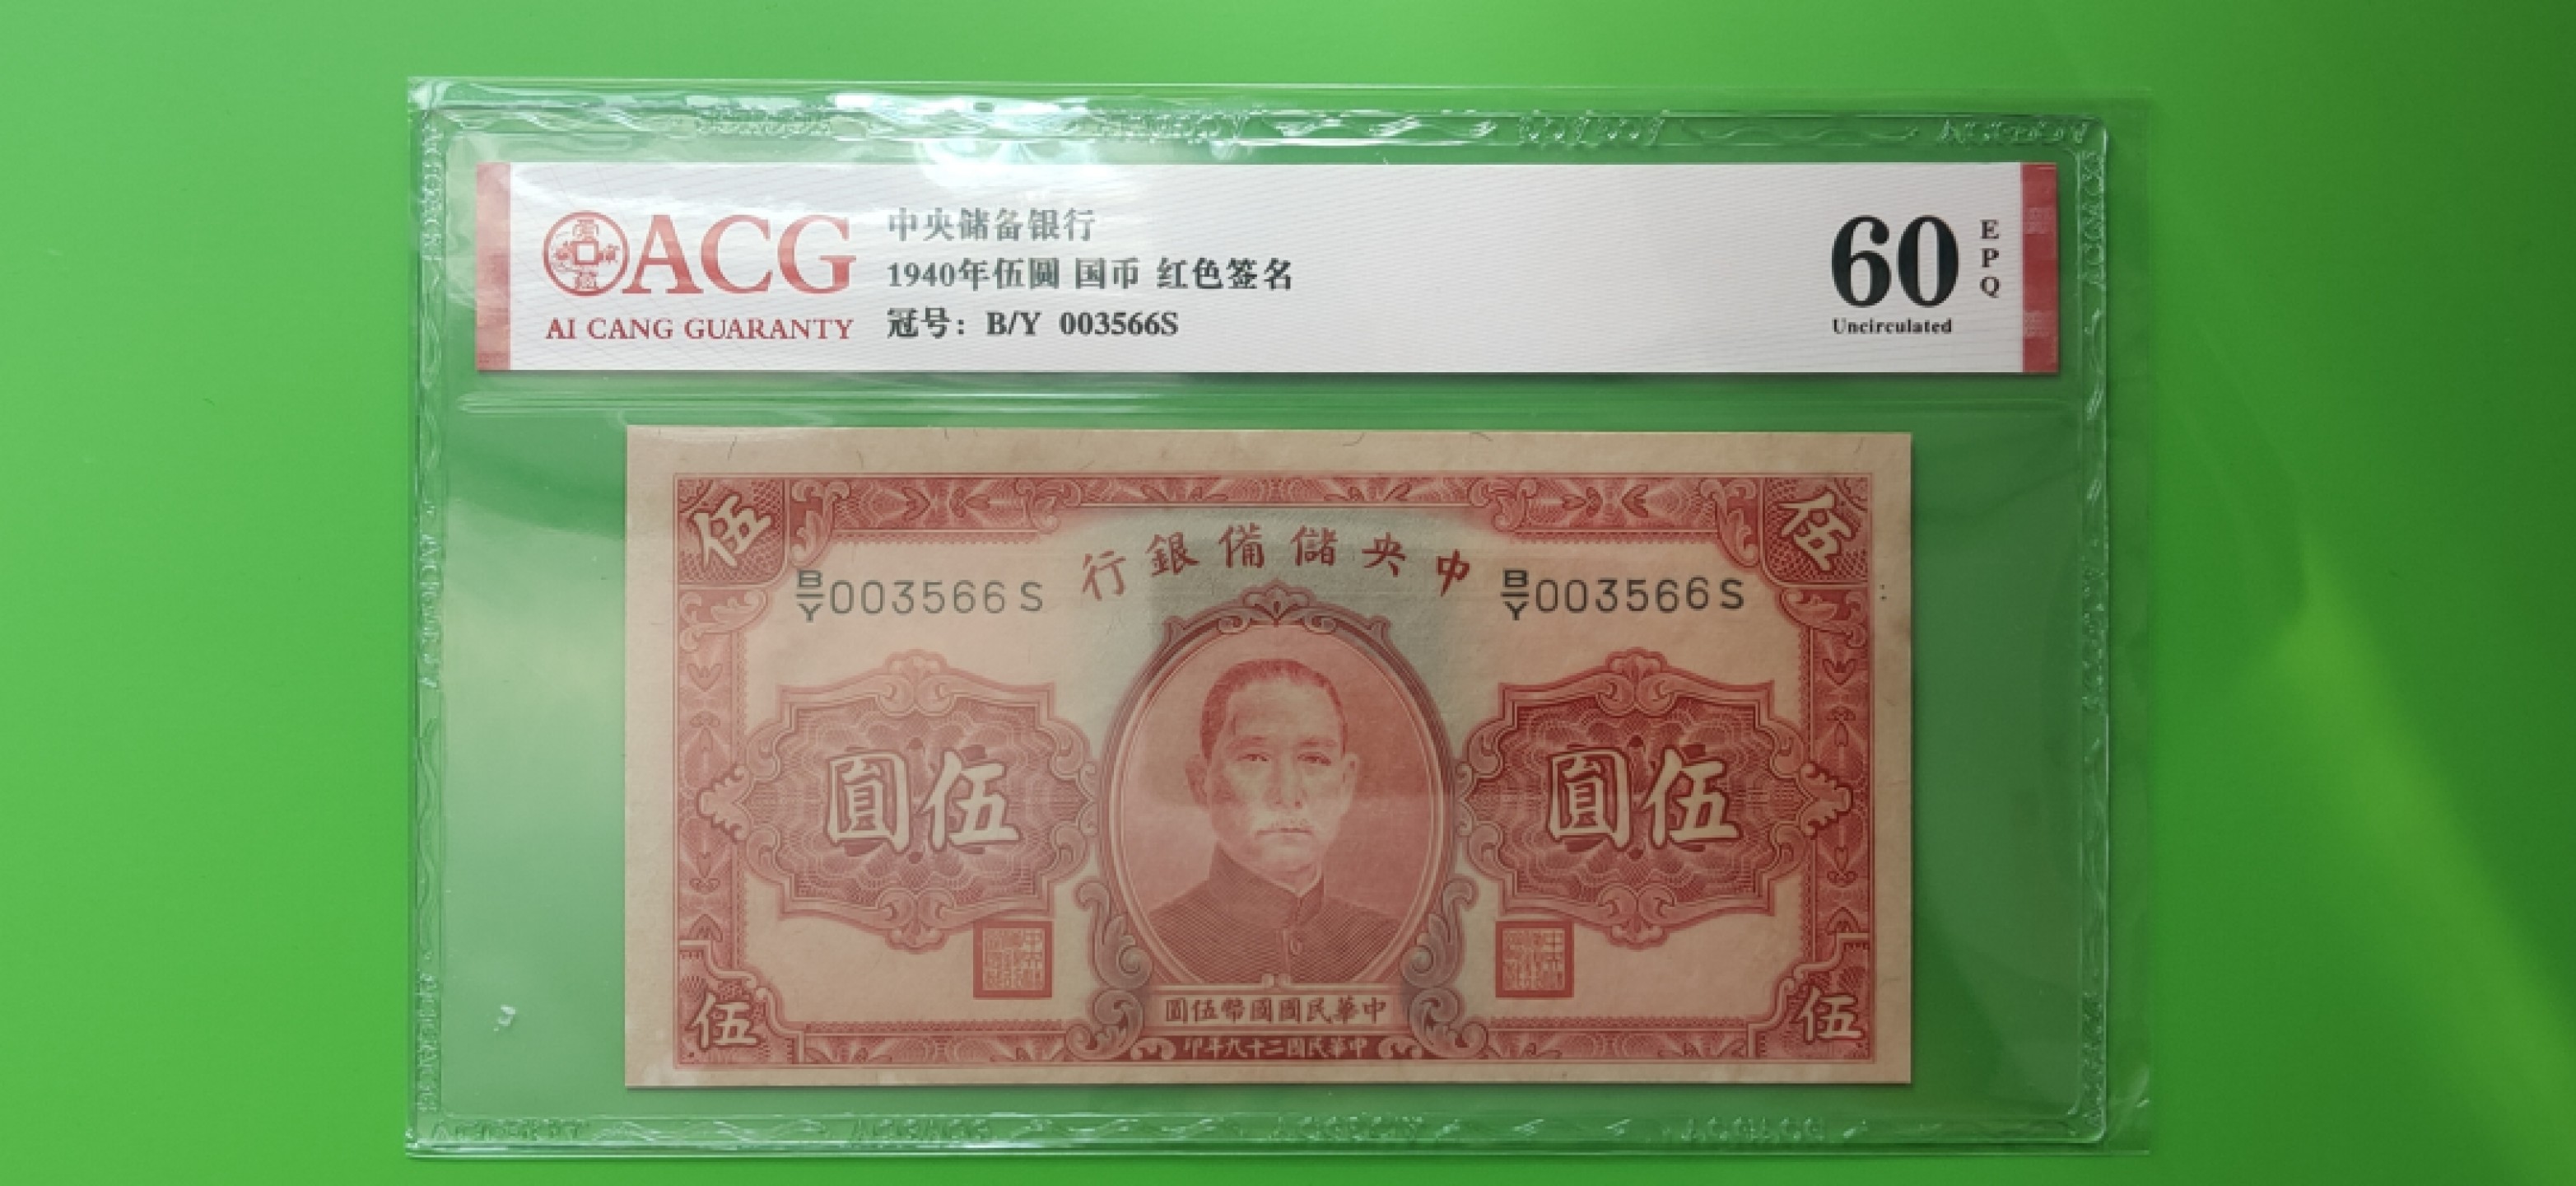 ACG
AI CANG GUARANTY
中央储备银行
1940年伍圆 国币 红色签名
冠号：B/Y 003566S
60
EPQ
Uncirculated
伍
伍
行銀備儲央中
B/Y003566S
B/Y003566S
圓伍
圓伍
圓伍幣國國民華中
伍
印年九十二國民華中
伍